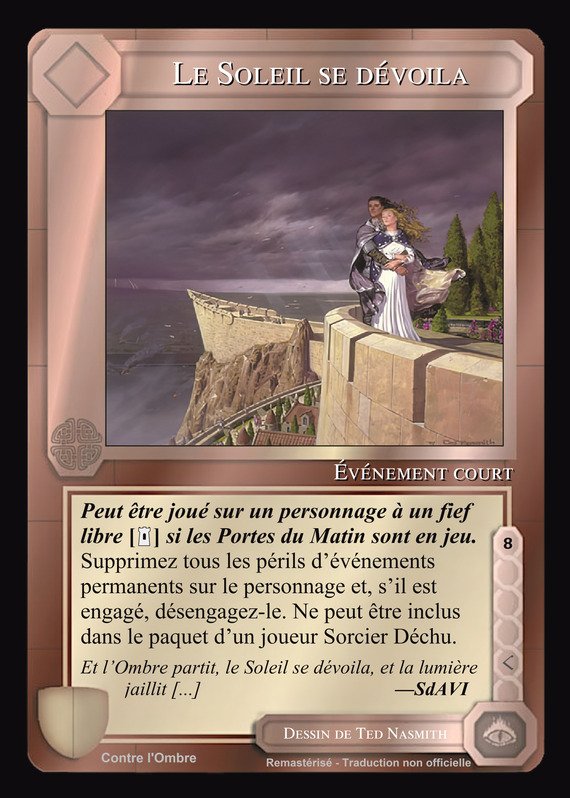 Le Soleil se dévoila
Événement court
Peut être joué sur un personnage à un fief
libre [] si les Portes du Matin sont en jeu.
Supprimez tous les périls d'événements
permanents sur le personnage et, s'il est
engagé, désengagez-le. Ne peut être inclus
dans le paquet d'un joueur Sorcier Déchu.
Et l'Ombre partit, le Soleil se dévoila, et la lumière
jaillit [...] —SdAVI
8
Dessin de Ted Nasmith
Contre l'Ombre
Remastérisé - Traduction non officielle